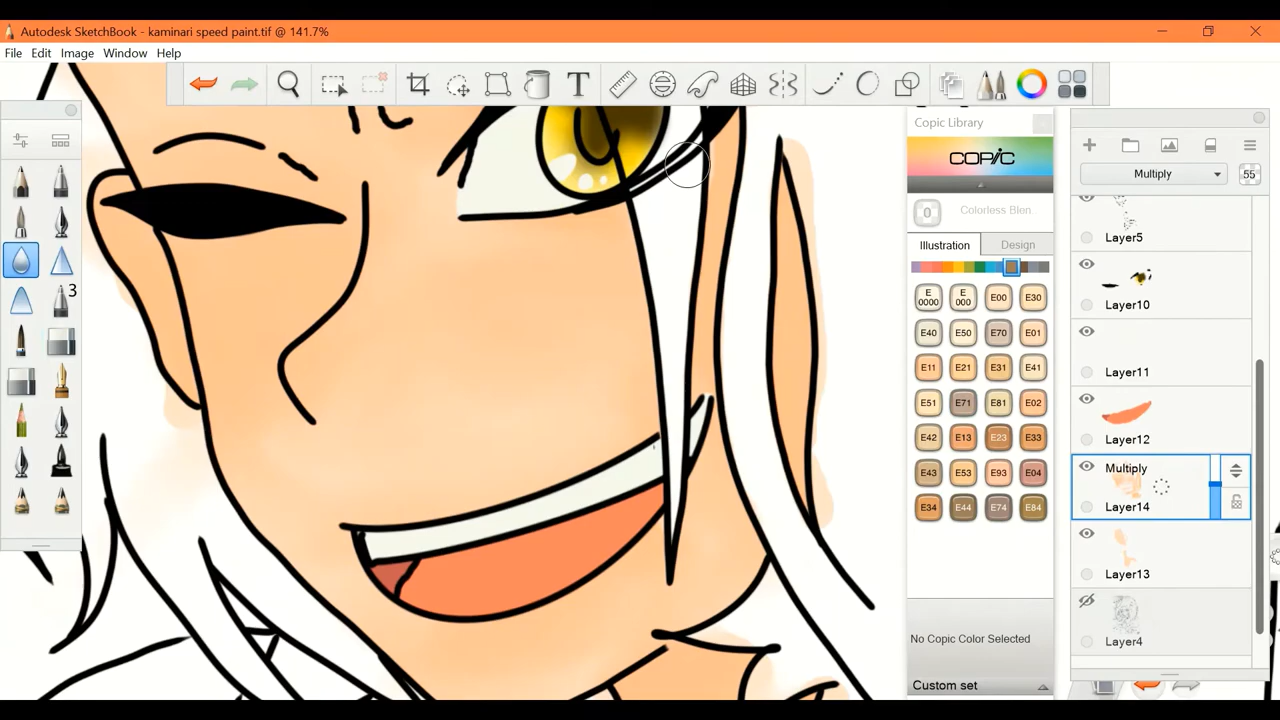 Autodesk SketchBook - kaminari speed paint.tif @ 141.7%
File Edit Image Window Help
Copic Library
COPIC
0 Colorless Blen.
Illustration Design
E0000 E000 E00 E30
E40 E50 E70 E01
E11 E21 E31 E41
E51 E71 E81 E02
E42 E13 E23 E33
E43 E53 E93 E04
E34 E44 E74 E84
No Copic Color Selected
Custom set
3
Multiply 55
Layer5
Layer10
Layer11
Layer12
Multiply
Layer14
Layer13
Layer4